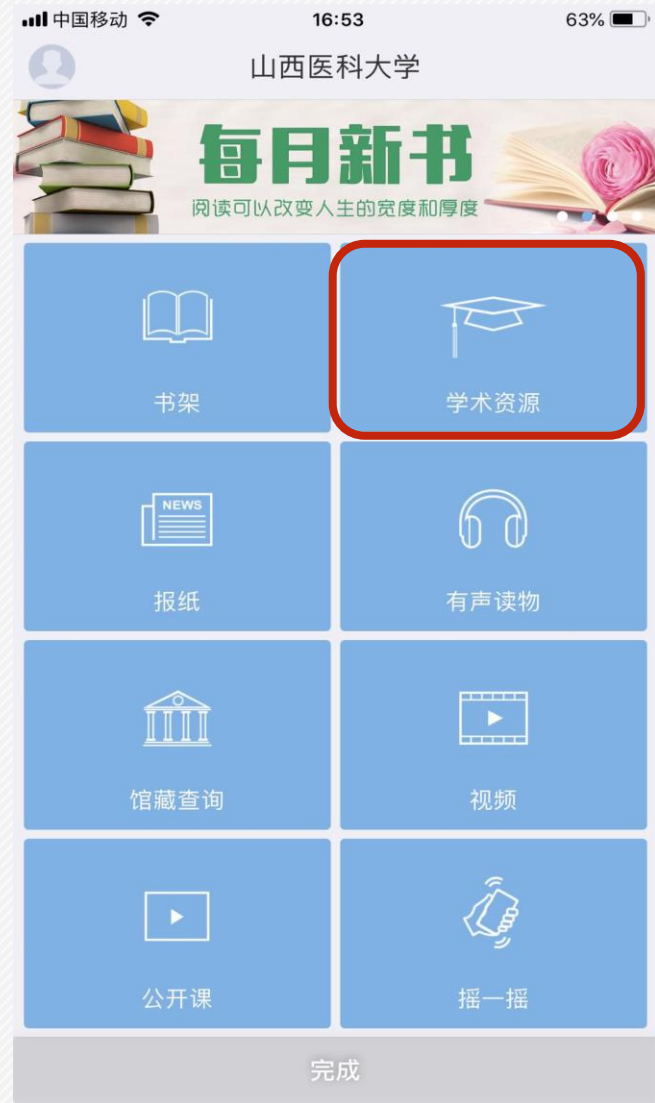 中国移动 16:53 63%
山西医科大学
每月新书
阅读可以改变人生的宽度和厚度
书架 学术资源
NEWS
报纸 有声读物
馆藏查询 视频
公开课 摇一摇
完成